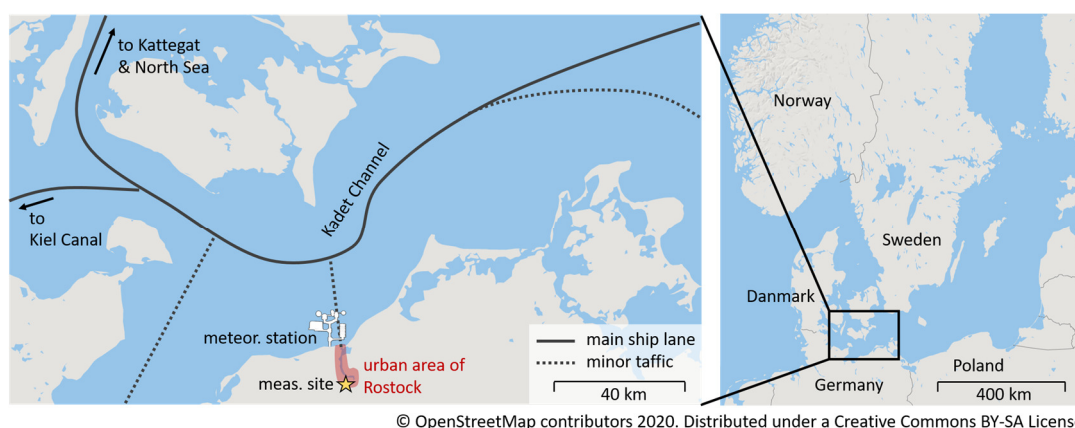 to Kattegat
& North Sea
to
Kiel Canal
Kadet Channel
meteor. station
meas. site
urban area of
Rostock
main ship lane
minor taffic
40 km
Norway
Sweden
Danmark
Poland
Germany
400 km
© OpenStreetMap contributors 2020. Distributed under a Creative Commons BY-SA Licens